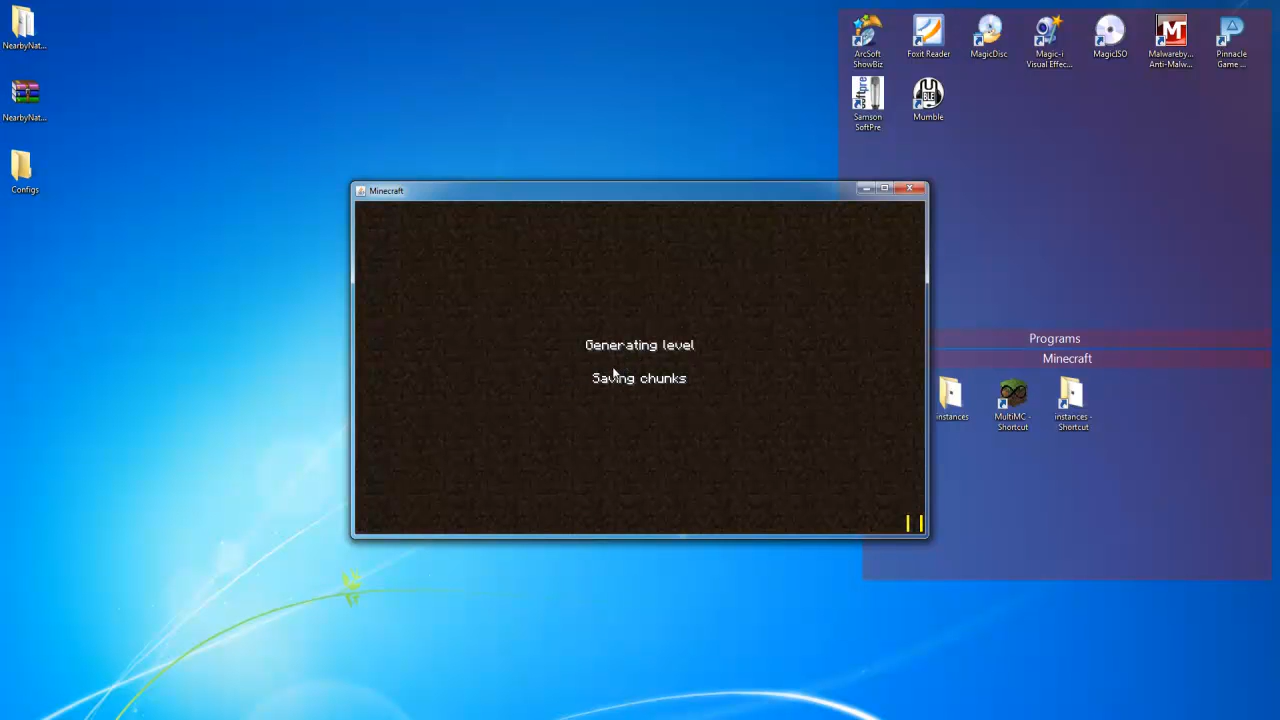 NearbyNat...
NearbyNat...
Configs
ArcSoft ShowBiz
Foxit Reader
MagicDisc
Magic-i Visual Effec...
MagicISO
Malwareby... Anti-Malw...
Pinnacle Game ...
Samson SoftPre
Mumble
Minecraft
Generating level
Saving chunks
Programs
Minecraft
instances
MultiMC - Shortcut
instances - Shortcut